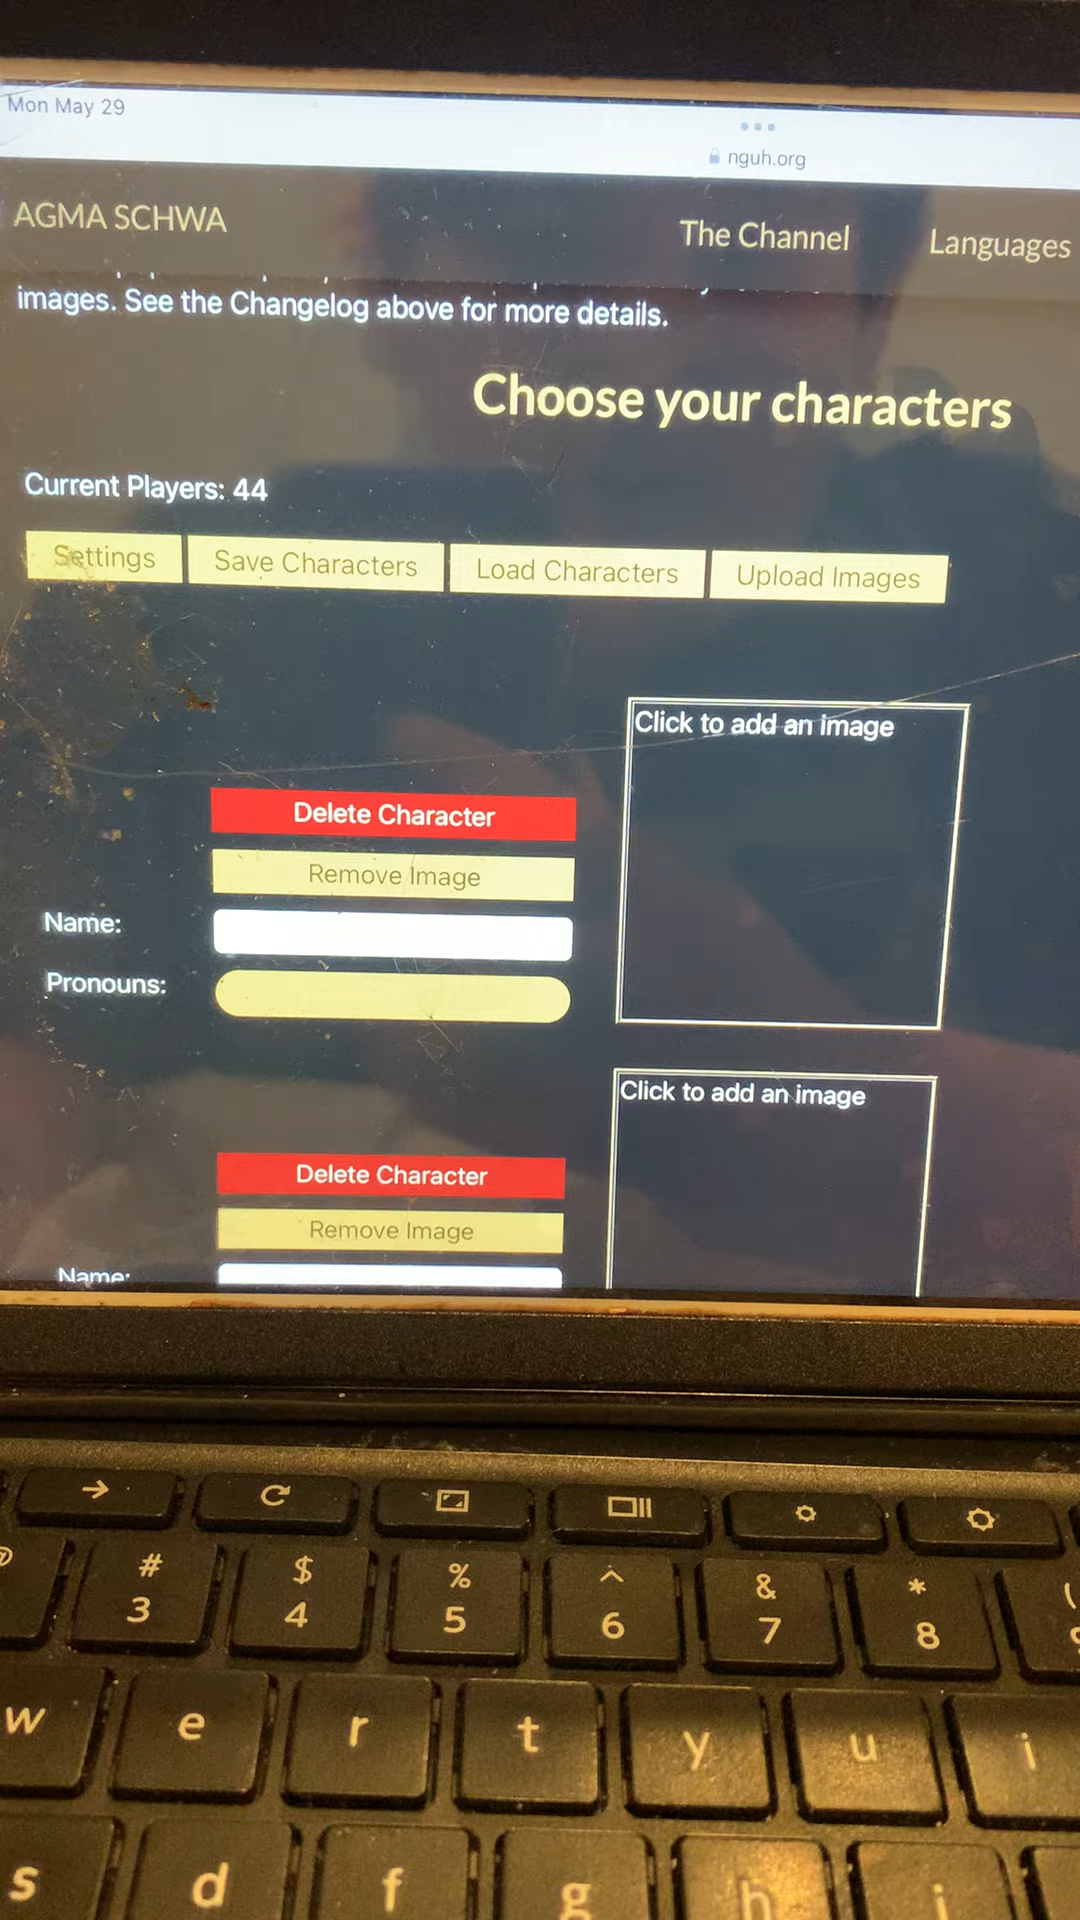 Mon May 29
nguh.org
AGMA SCHWA
The Channel
Languages
images. See the Changelog above for more details.
Choose your characters
Current Players: 44
Settings
Save Characters
Load Characters
Upload Images
Click to add an image
Delete Character
Remove Image
Name:
Pronouns:
Click to add an image
Delete Character
Remove Image
Name:
# $ % ^ & * (
3 4 5 6 7 8
w e r t y u i
s d f g h j